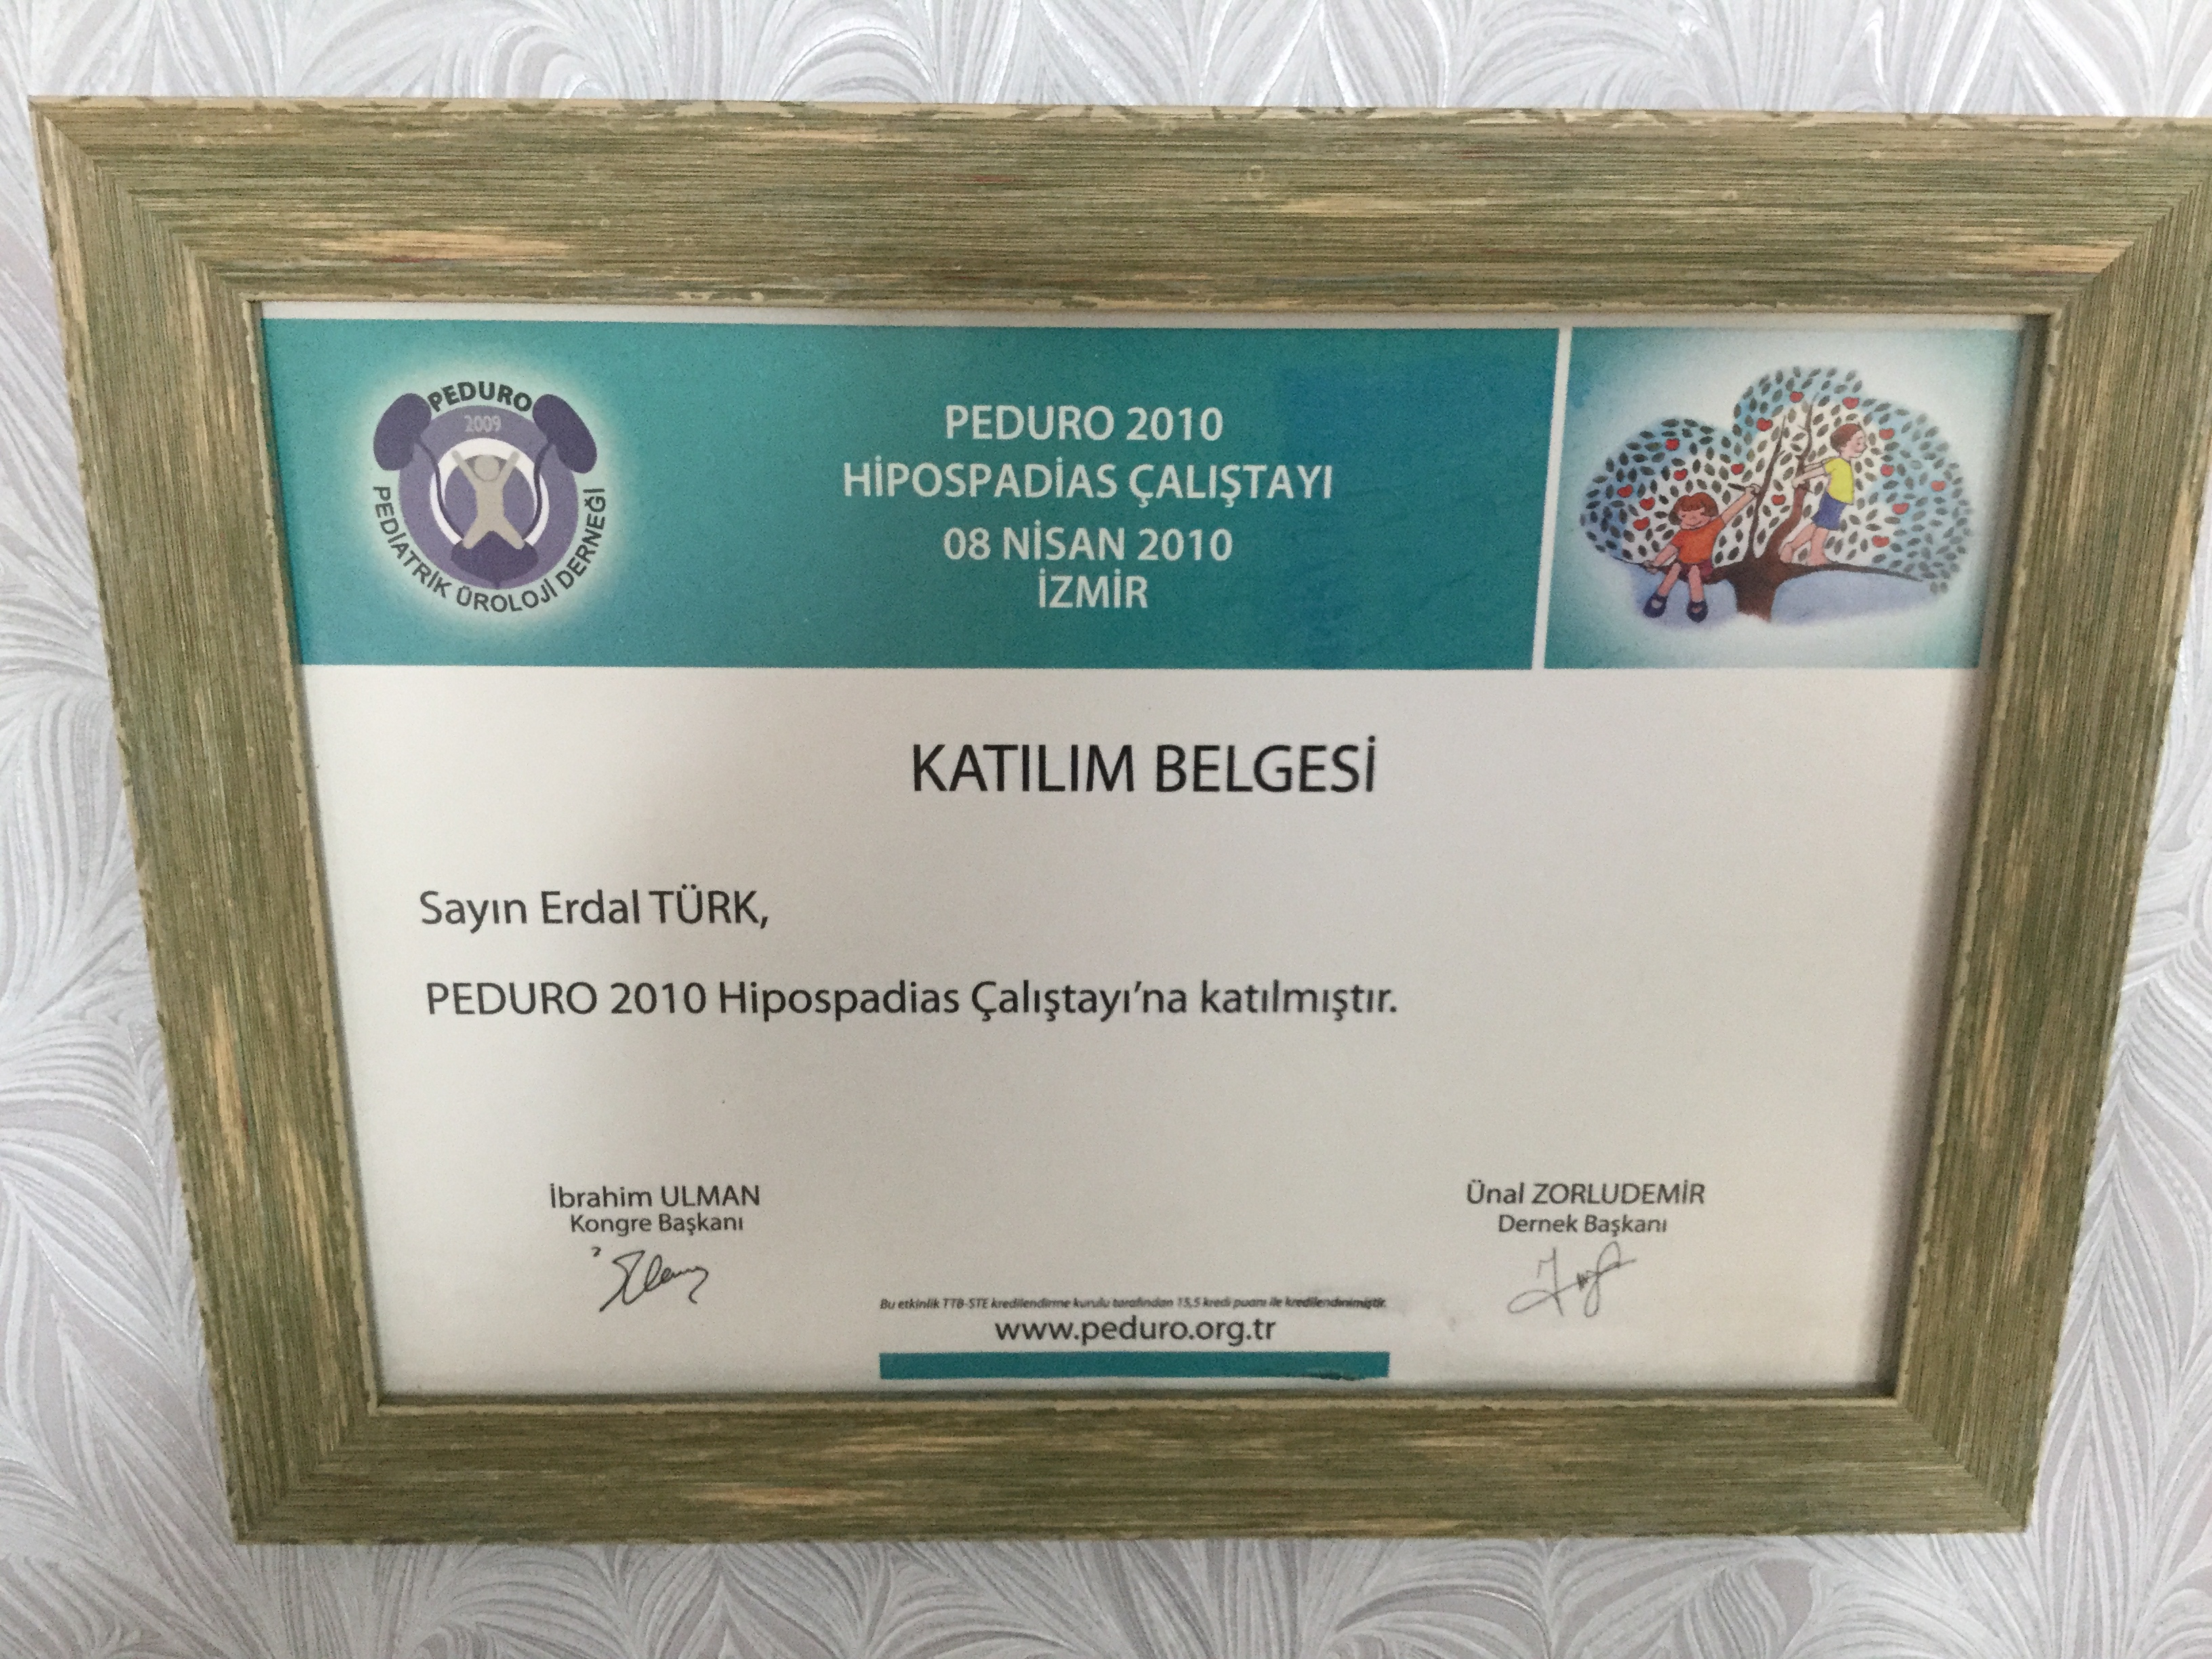 PEDURO
2009
PEDİATRİK ÜROLOJİ DERNEĞİ
PEDURO 2010
HİPOSPADİAS ÇALIŞTAYI
08 NİSAN 2010
İZMİR
KATILIM BELGESİ
Sayın Erdal TÜRK,
PEDURO 2010 Hipospadias Çalıştayı'na katılmıştır.
İbrahim ULMAN
Kongre Başkanı
Ünal ZORLUDEMİR
Dernek Başkanı
Bu etkinlik TTB-STE kredilendirme kurulu tarafından 15,5 kredi puanı ile kredilendirilmiştir.
www.peduro.org.tr